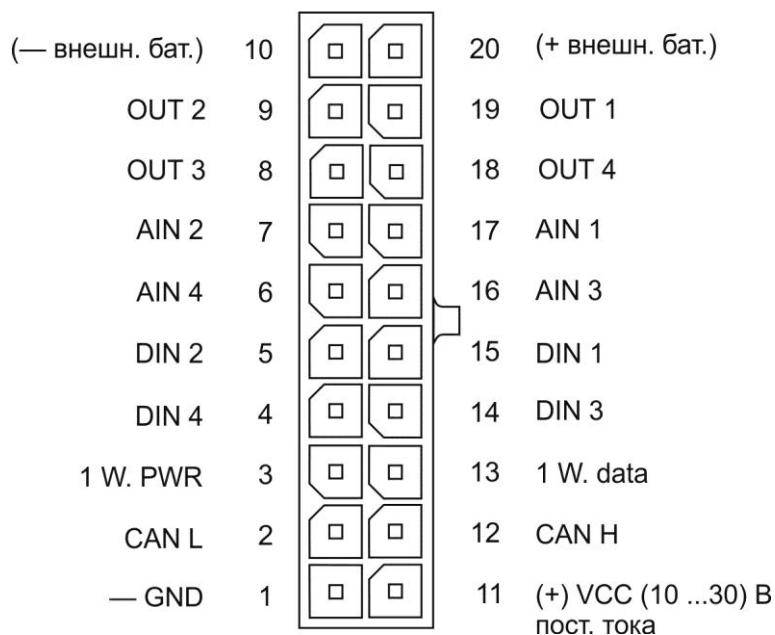 (— внешн. бат.) 10 20 (+ внешн. бат.)
OUT 2 9 19 OUT 1
OUT 3 8 18 OUT 4
AIN 2 7 17 AIN 1
AIN 4 6 16 AIN 3
DIN 2 5 15 DIN 1
DIN 4 4 14 DIN 3
1 W. PWR 3 13 1 W. data
CAN L 2 12 CAN H
— GND 1 11 (+) VCC (10 ...30) В
пост. тока